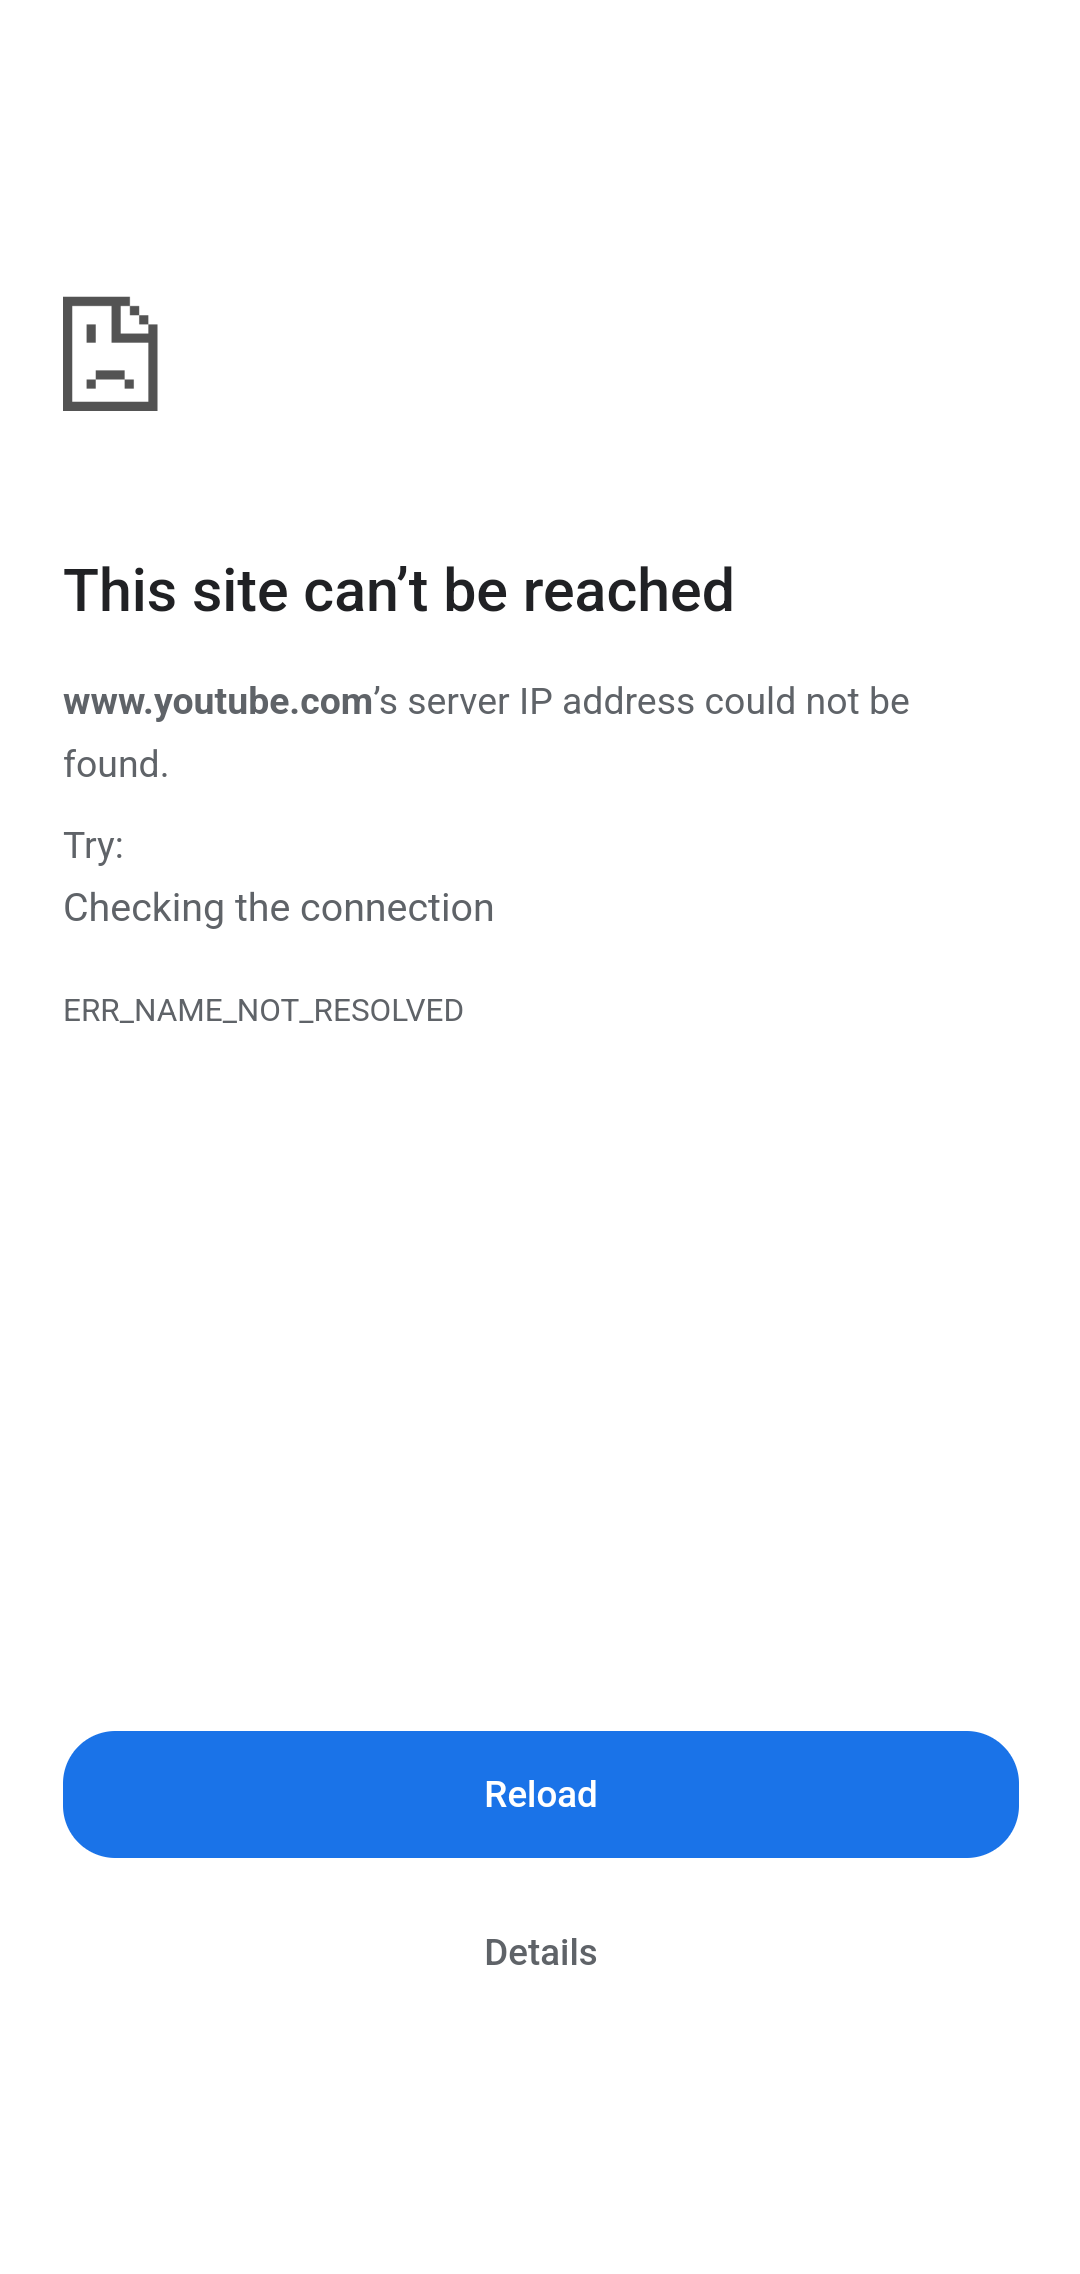 This site can’t be reached
www.youtube.com’s server IP address could not be
found.
Try:
Checking the connection
ERR_NAME_NOT_RESOLVED
Reload
Details